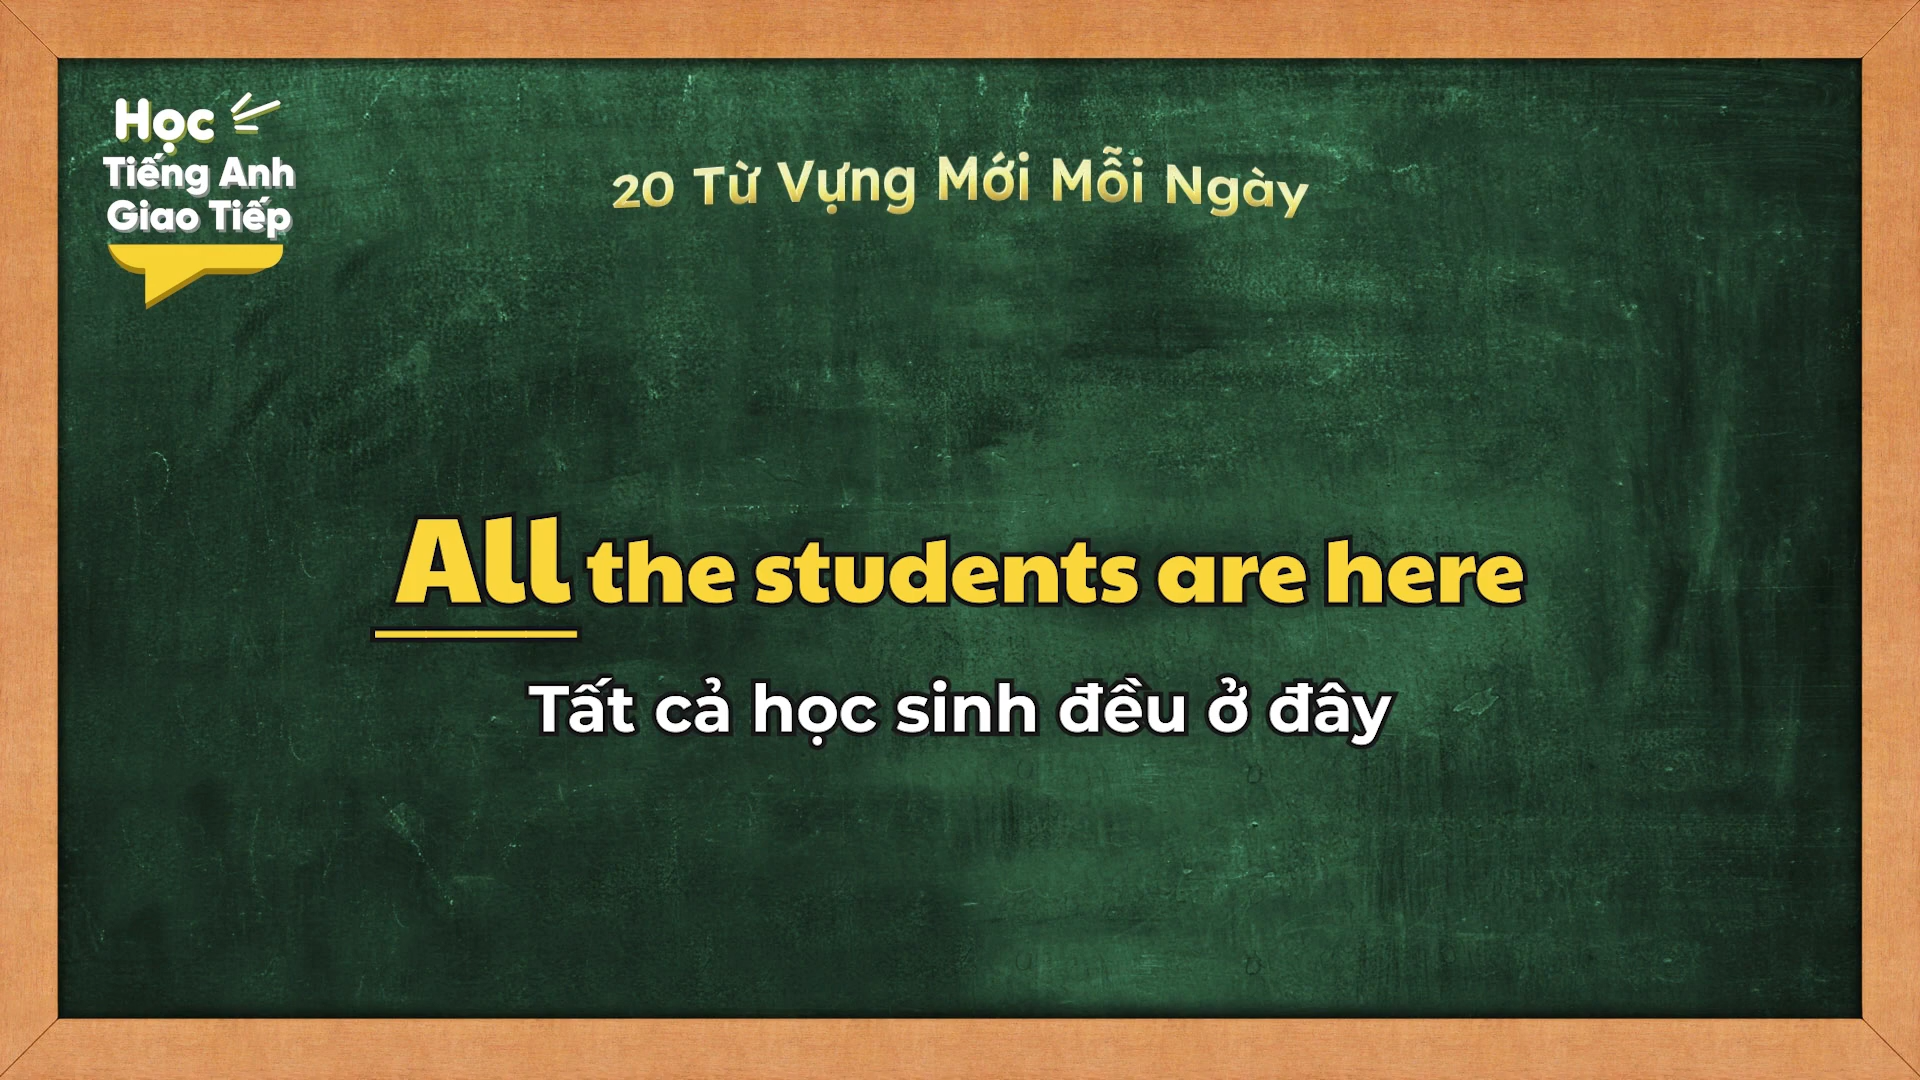 Học
Tiếng Anh
Giao Tiếp
20 Từ Vựng Mới Mỗi Ngày
All the students are here
Tất cả học sinh đều ở đây